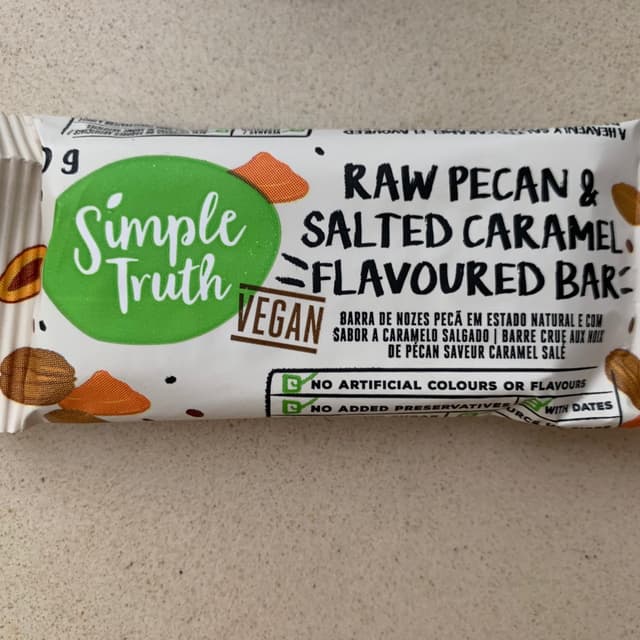 g
Simple
Truth
VEGAN
RAW PECAN &
SALTED CARAMEL
FLAVOURED BAR
BARRA DE NOZES PECÃ EM ESTADO NATURAL E COM
SABOR A CARAMELO SALGADO | BARRE CRUE AUX NOIX
DE PÉCAN SAVEUR CARAMEL SALÉ
NO ARTIFICIAL COLOURS OR FLAVOURS
NO ADDED PRESERVATIVES
WITH DATES